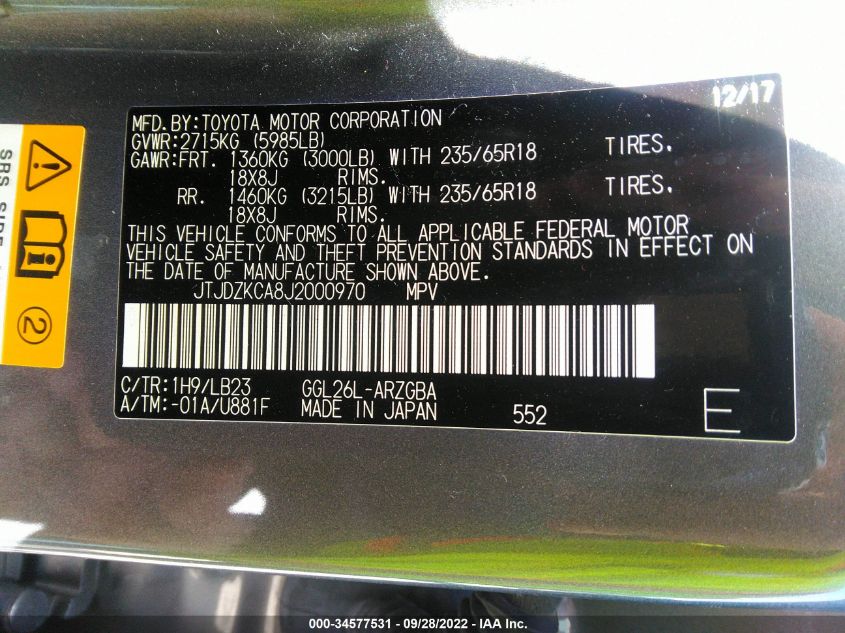 12/17
MFD.BY:TOYOTA MOTOR CORPORATION
GVWR:2715KG (5985LB)
GAWR:FRT. 1360KG (3000LB) WITH 235/65R18 TIRES.
18X8J RIMS.
RR. 1460KG (3215LB) WITH 235/65R18 TIRES.
18X8J RIMS.
THIS VEHICLE CONFORMS TO ALL APPLICABLE FEDERAL MOTOR
VEHICLE SAFETY AND THEFT PREVENTION STANDARDS IN EFFECT ON
THE DATE OF MANUFACTURE SHOWN ABOVE.
JTJDZKCA8J2000970 MPV
C/TR:1H9/LB23 GGL26L-ARZGBA
A/TM:-01A/U881F MADE IN JAPAN 552 E
SRS SIDE
2
000-34577531 - 09/28/2022 - IAA Inc.